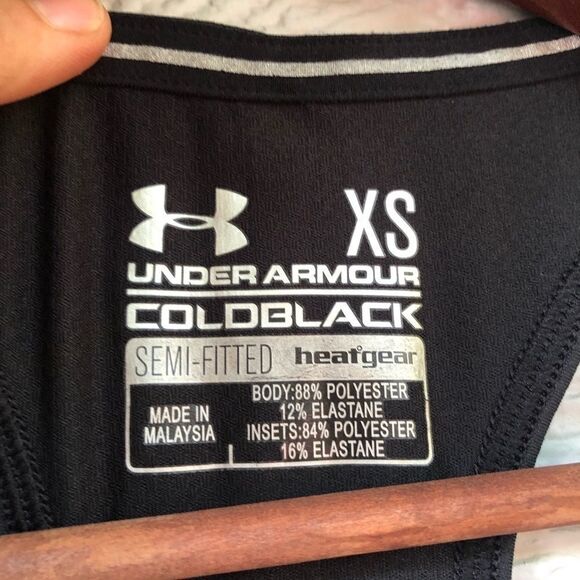 XS
UNDER ARMOUR
COLDBLACK
SEMI-FITTED heatgear
MADE IN
MALAYSIA
BODY:88% POLYESTER
12% ELASTANE
INSETS:84% POLYESTER
16% ELASTANE